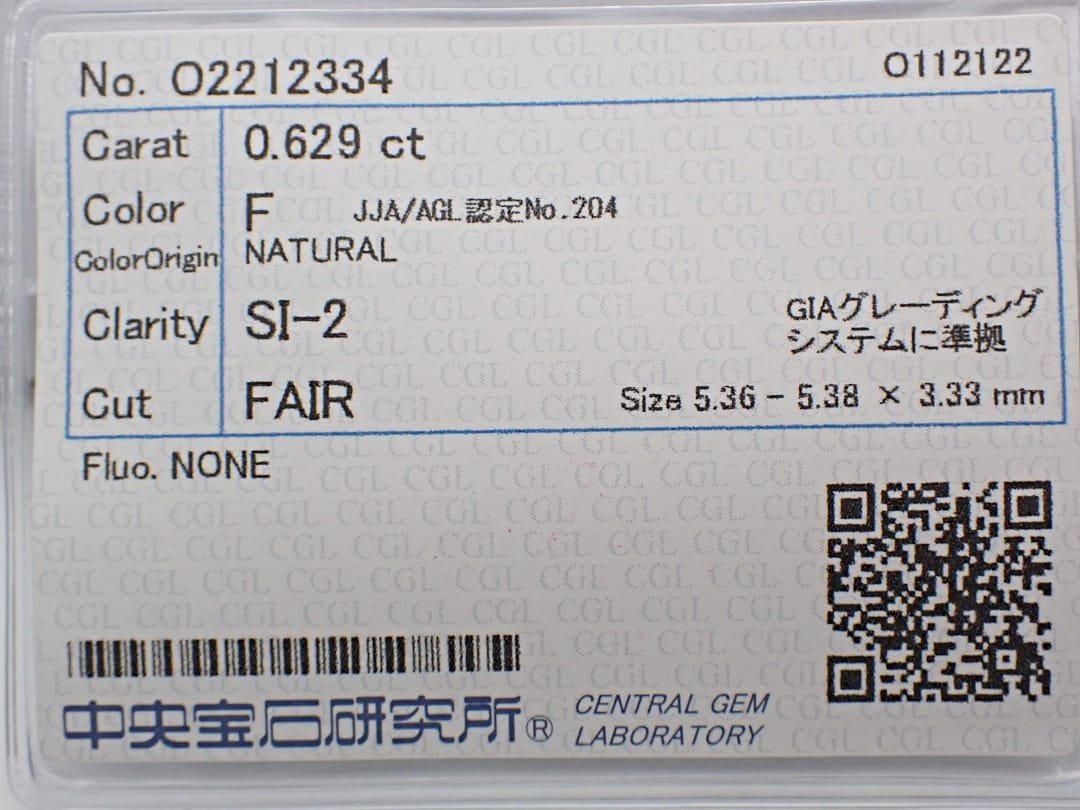 No. O2212334
O112122
Carat 0.629 ct
Color F JJA/AGL認定No.204
ColorOrigin NATURAL
Clarity SI-2
GIAグレーディング
システムに準拠
Cut FAIR Size 5.36 - 5.38 × 3.33 mm
Fluo. NONE
中央宝石研究所® CENTRAL GEM
LABORATORY